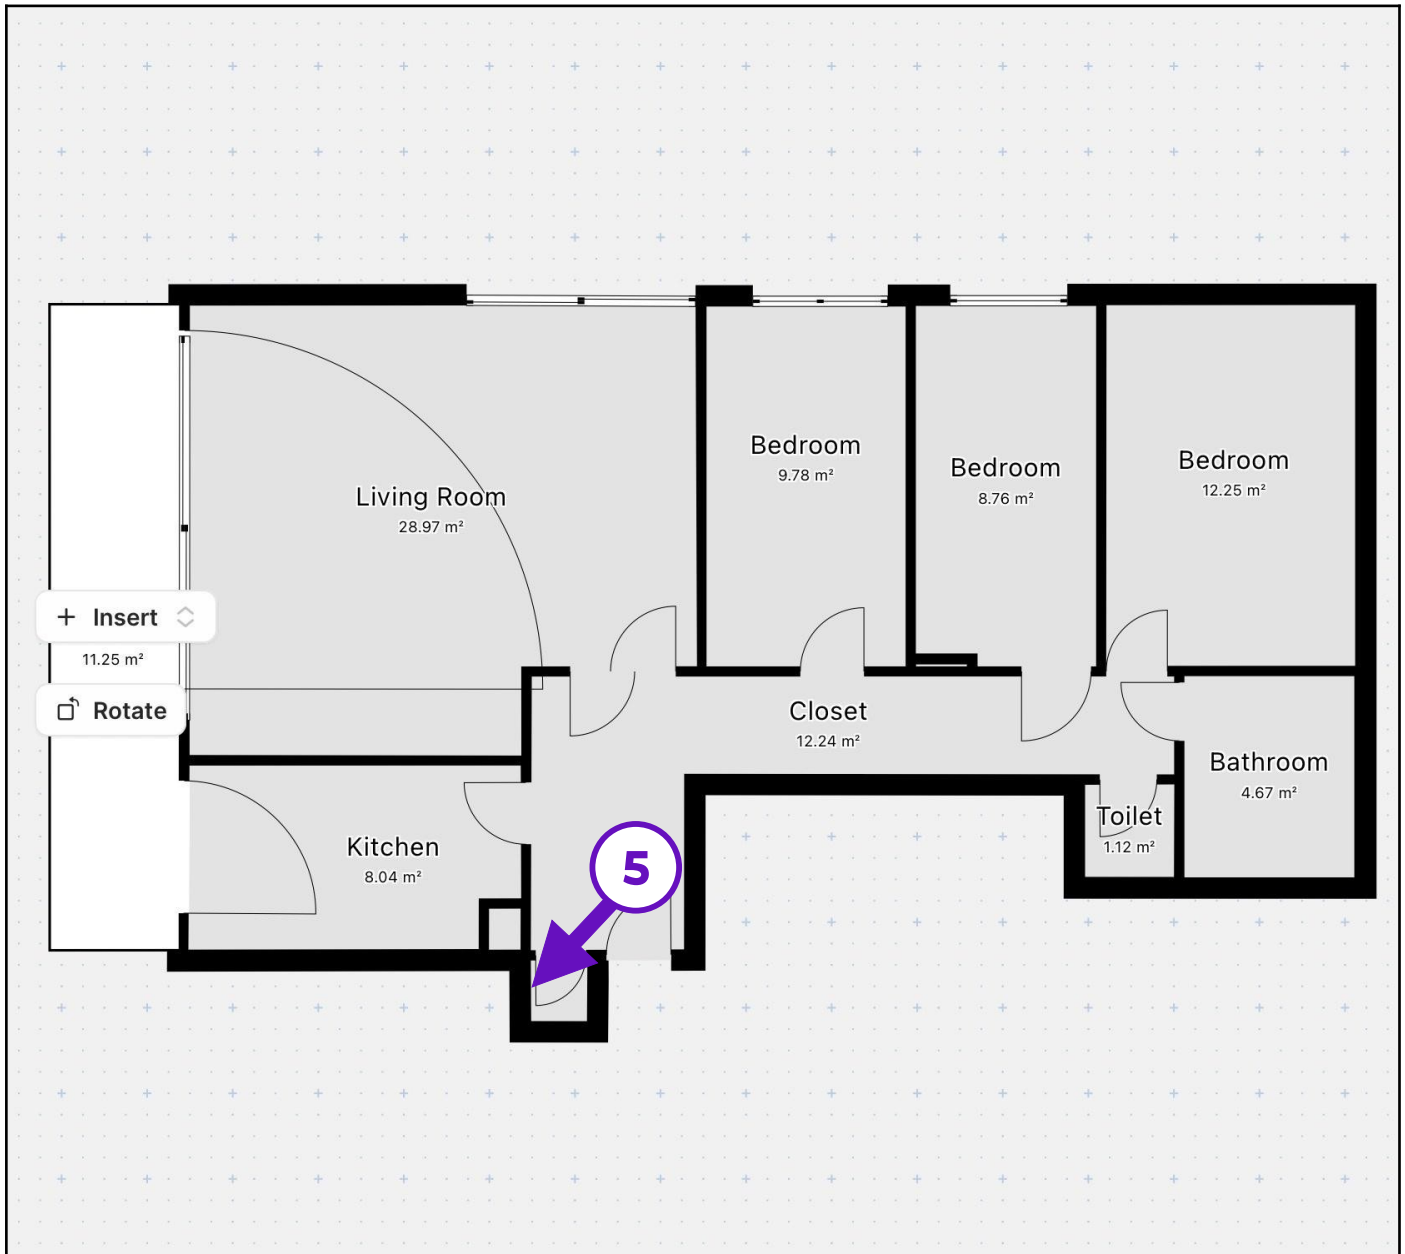 Bedroom
9.78 m²
Bedroom
8.76 m²
Bedroom
12.25 m²
Living Room
28.97 m²
+ Insert
11.25 m²
Rotate
Closet
12.24 m²
Bathroom
4.67 m²
Toilet
1.12 m²
Kitchen
8.04 m²
5